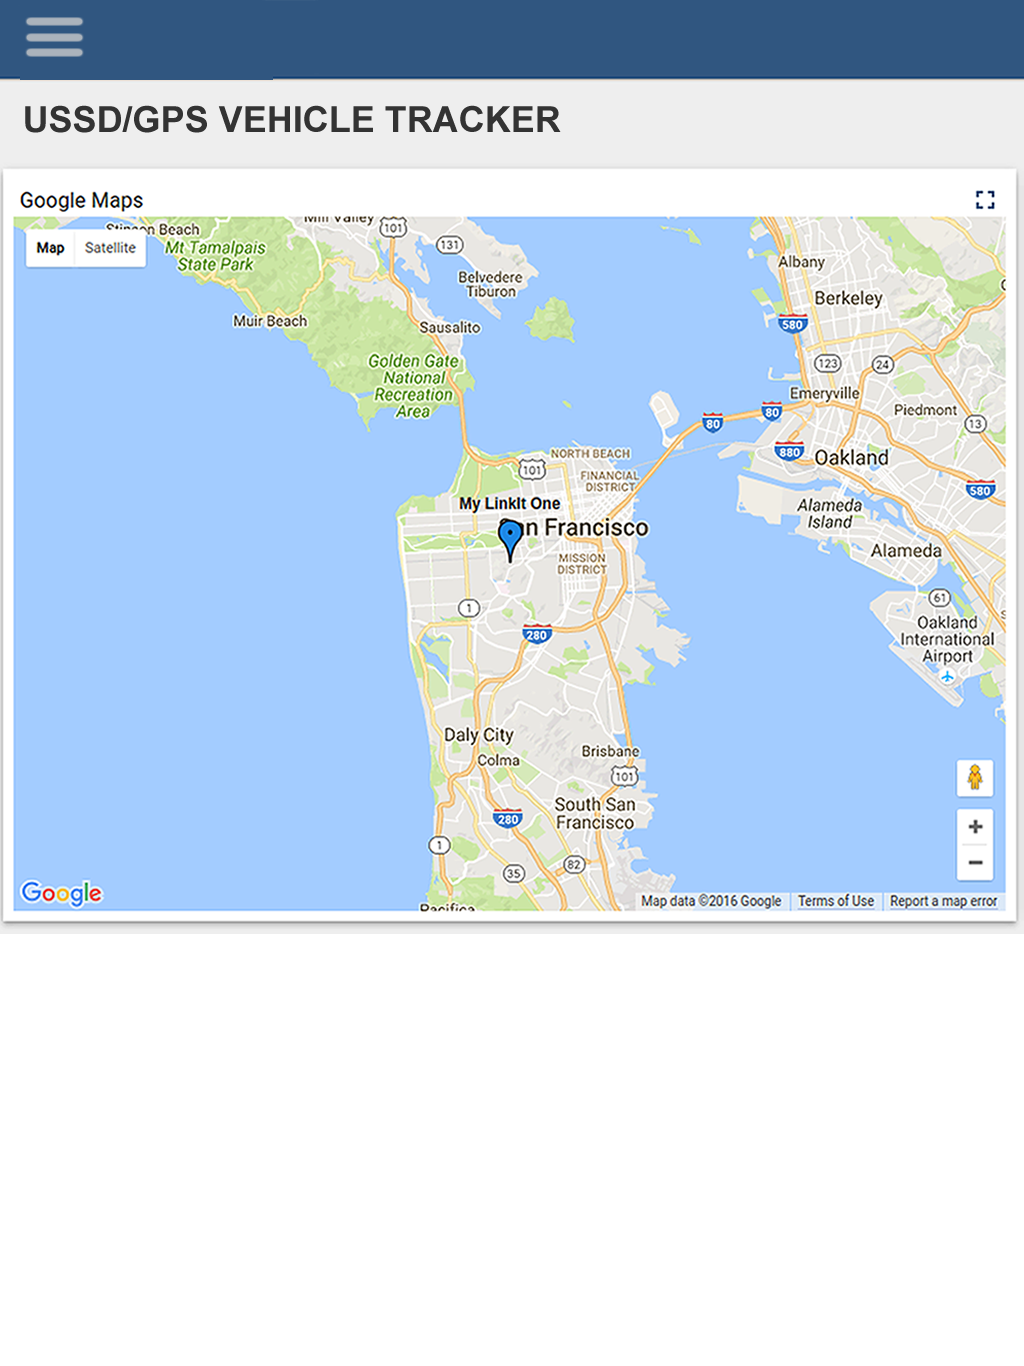 USSD/GPS VEHICLE TRACKER
Google Maps
Map Satellite
Stinson Beach
Mill Valley
101
131
Mt Tamalpais
State Park
Belvedere
Tiburon
Albany
Berkeley
Muir Beach
Sausalito
580
Golden Gate
National
Recreation
Area
123
24
Emeryville
Piedmont
80
80
13
880
Oakland
NORTH BEACH
101
FINANCIAL
DISTRICT
580
My LinkIt One
San Francisco
Alameda
Island
MISSION
DISTRICT
Alameda
1
61
280
Oakland
International
Airport
Daly City
Colma
Brisbane
101
South San
Francisco
280
1
35
82
Pacifica
+
−
Google
Map data ©2016 Google Terms of Use Report a map error